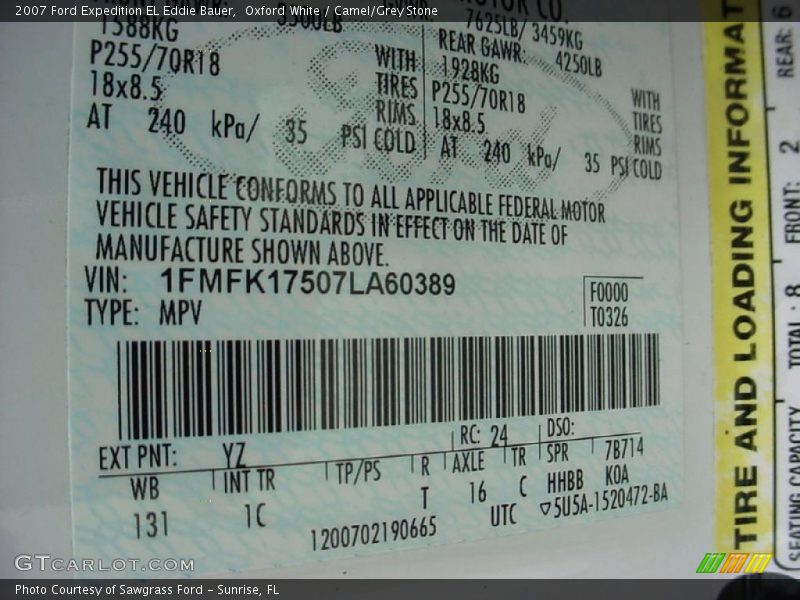 2007 Ford Expedition EL Eddie Bauer,  Oxford White / Camel/Grey Stone
1588KG
P255/70R18 WITH
18x8.5 TIRES
RIMS
AT 240 kPa/ 35 PSI COLD
7625LB/ 3459KG
REAR GAWR: 4250LB
1928KG
P255/70R18 WITH
18x8.5 TIRES
RIMS
AT 240 kPa/ 35 PSI COLD
THIS VEHICLE CONFORMS TO ALL APPLICABLE FEDERAL MOTOR
VEHICLE SAFETY STANDARDS IN EFFECT ON THE DATE OF
MANUFACTURE SHOWN ABOVE.
VIN: 1FMFK17507LA60389
TYPE: MPV
F0000
T0326
EXT PNT: YZ RC: 24 DSO:
WB INT TR TP/PS R AXLE TR SPR 7B714
131 1C T 16 C HHBB KOA
1200702190665 UTC ▽5U5A-1520472-BA
TIRE AND LOADING INFORMAT
SEATING CAPACITY TOTAL: 8 FRONT: 2 REAR: 6
GTCarLot.com
Photo Courtesy of Sawgrass Ford - Sunrise, FL